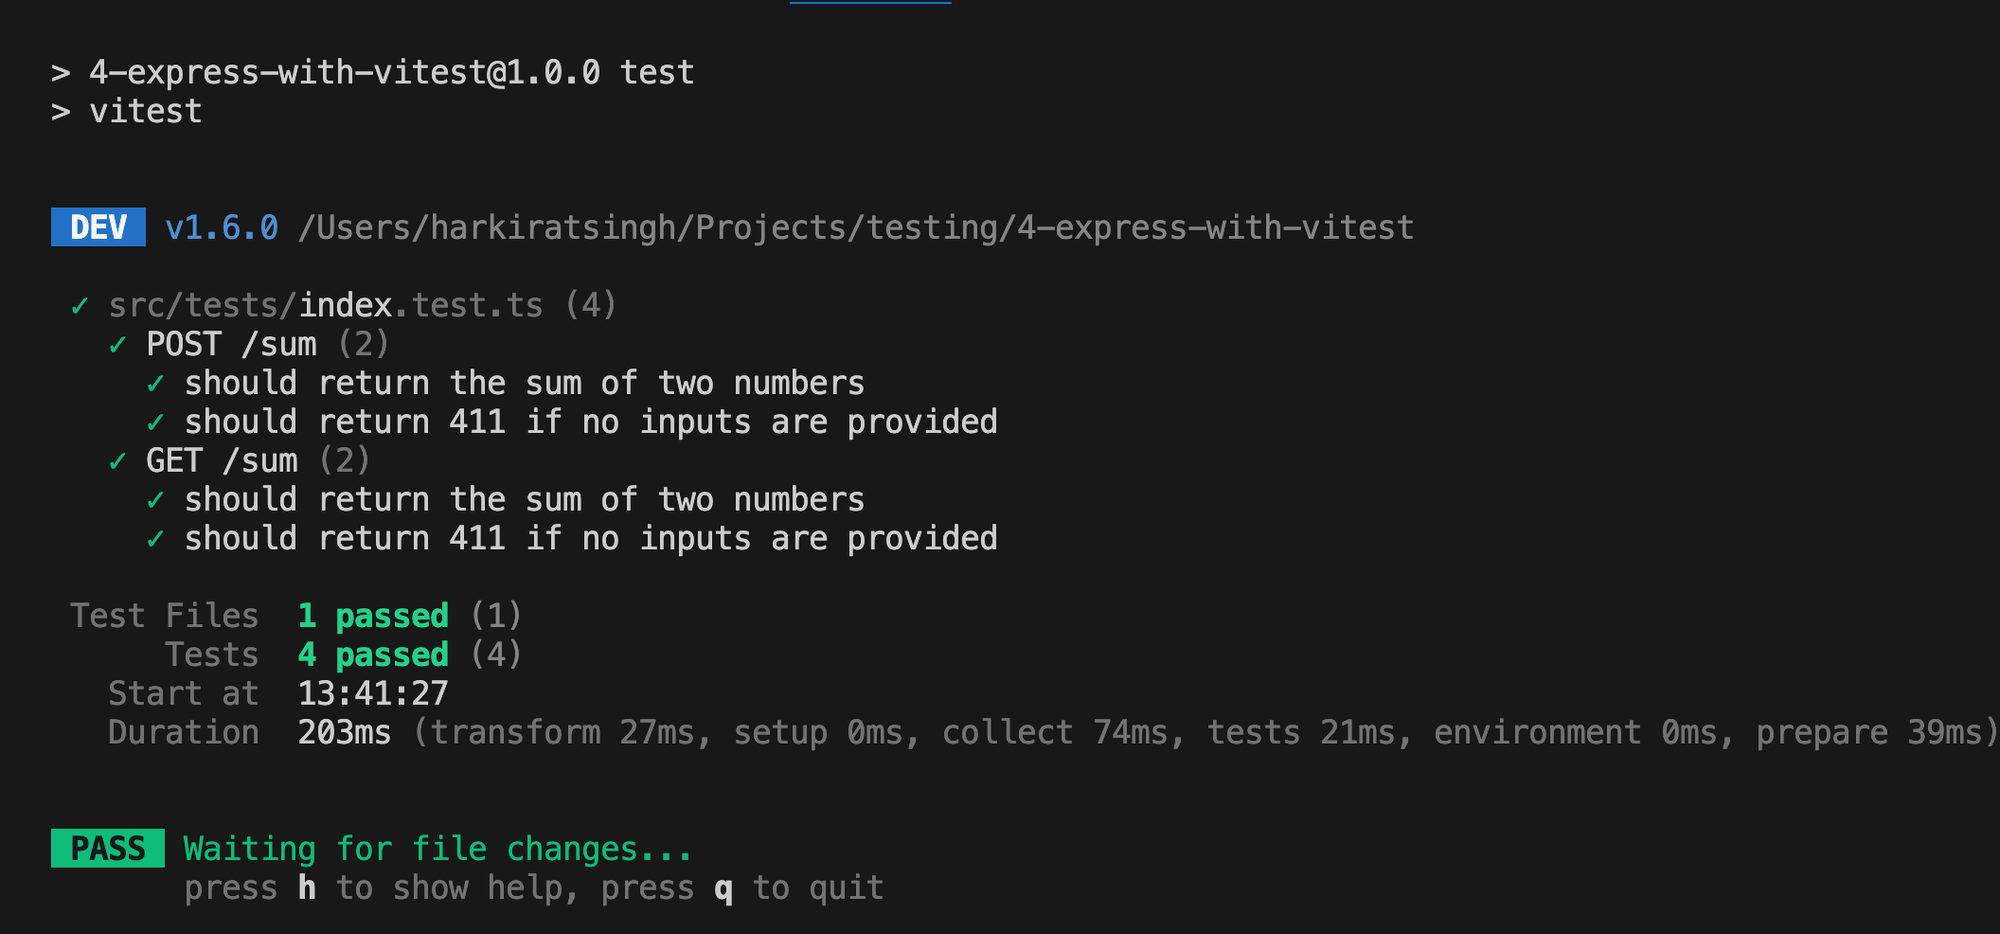 > 4-express-with-vitest@1.0.0 test
> vitest
DEV v1.6.0 /Users/harkiratsingh/Projects/testing/4-express-with-vitest
✓ src/tests/index.test.ts (4)
✓ POST /sum (2)
✓ should return the sum of two numbers
✓ should return 411 if no inputs are provided
✓ GET /sum (2)
✓ should return the sum of two numbers
✓ should return 411 if no inputs are provided
Test Files 1 passed (1)
Tests 4 passed (4)
Start at 13:41:27
Duration 203ms (transform 27ms, setup 0ms, collect 74ms, tests 21ms, environment 0ms, prepare 39ms)
PASS Waiting for file changes...
press h to show help, press q to quit